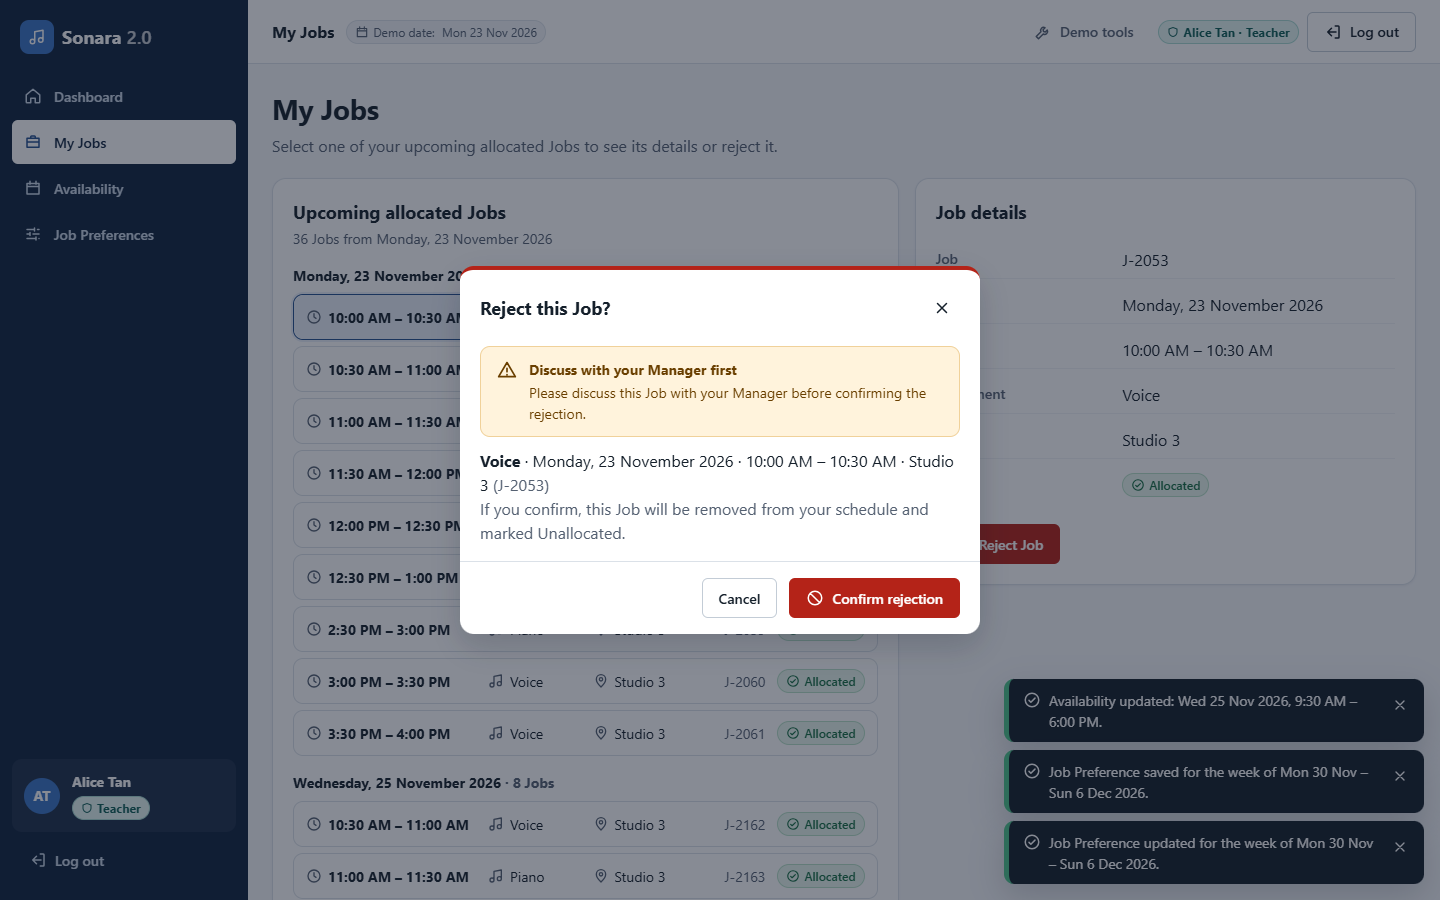 Sonara 2.0
Dashboard
My Jobs
Availability
Job Preferences
AT
Alice Tan
Teacher
Log out
My Jobs
Demo date: Mon 23 Nov 2026
Demo tools
Alice Tan · Teacher
Log out
My Jobs
Select one of your upcoming allocated Jobs to see its details or reject it.
Upcoming allocated Jobs
36 Jobs from Monday, 23 November 2026
Monday, 23 November 20
10:00 AM – 10:30 AM
10:30 AM – 11:00 AM
11:00 AM – 11:30 AM
11:30 AM – 12:00 PM
12:00 PM – 12:30 PM
12:30 PM – 1:00 PM
2:30 PM – 3:00 PM
3:00 PM – 3:30 PM Voice Studio 3 J-2060 Allocated
3:30 PM – 4:00 PM Voice Studio 3 J-2061 Allocated
Wednesday, 25 November 2026 · 8 Jobs
10:30 AM – 11:00 AM Voice Studio 3 J-2162 Allocated
11:00 AM – 11:30 AM Piano Studio 3 J-2163 Allocated
Job details
Job J-2053
Monday, 23 November 2026
10:00 AM – 10:30 AM
Voice
Studio 3
Allocated
Reject Job
Reject this Job?
Discuss with your Manager first
Please discuss this Job with your Manager before confirming the
rejection.
Voice · Monday, 23 November 2026 · 10:00 AM – 10:30 AM · Studio
3 (J-2053)
If you confirm, this Job will be removed from your schedule and
marked Unallocated.
Cancel
Confirm rejection
Availability updated: Wed 25 Nov 2026, 9:30 AM –
6:00 PM.
Job Preference saved for the week of Mon 30 Nov –
Sun 6 Dec 2026.
Job Preference updated for the week of Mon 30 Nov
– Sun 6 Dec 2026.